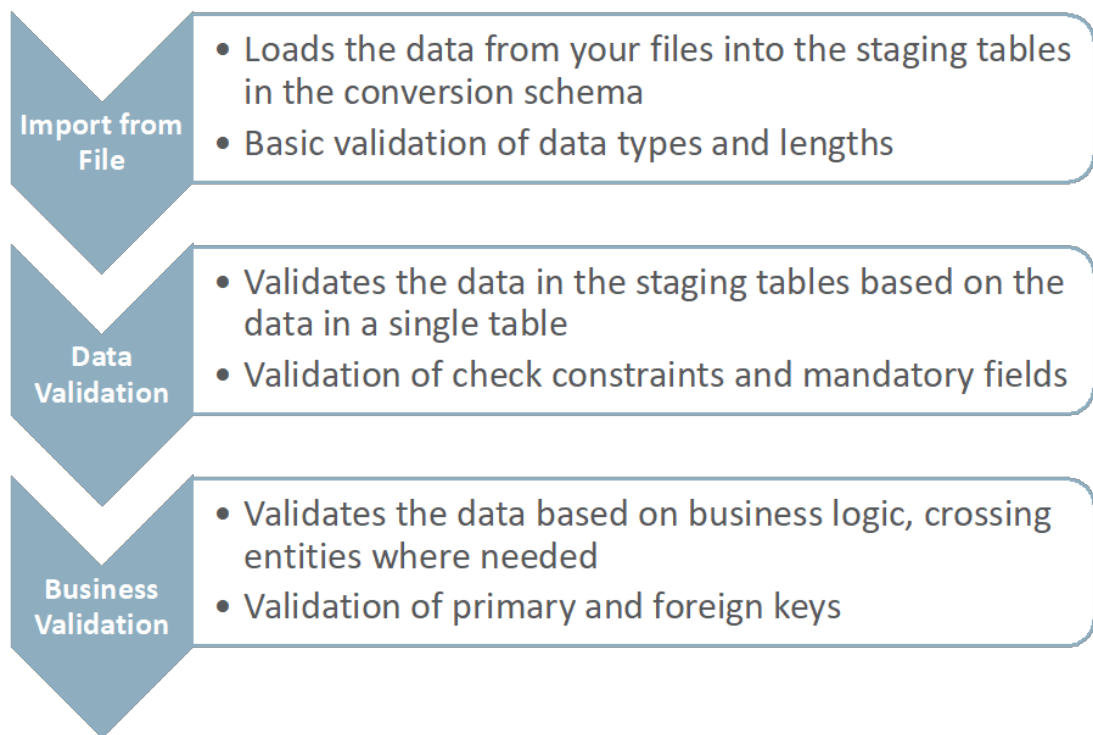 Import from
File
• Loads the data from your files into the staging tables
in the conversion schema
• Basic validation of data types and lengths
Data
Validation
• Validates the data in the staging tables based on the
data in a single table
• Validation of check constraints and mandatory fields
Business
Validation
• Validates the data based on business logic, crossing
entities where needed
• Validation of primary and foreign keys